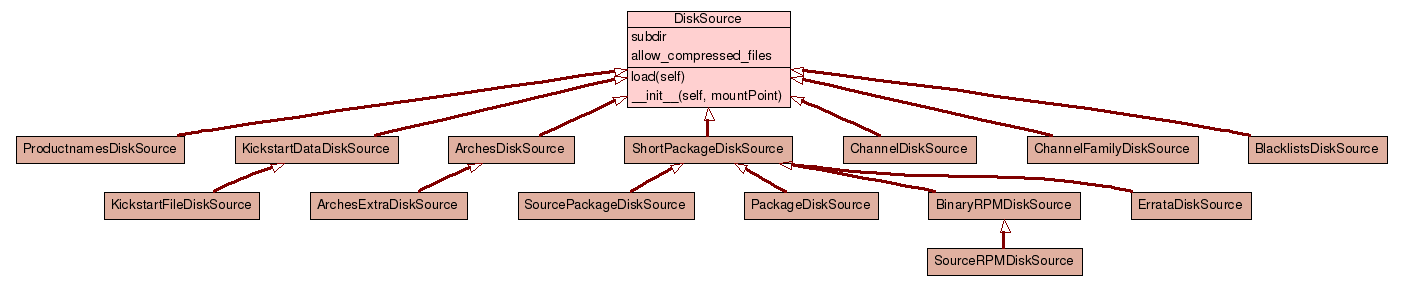 DiskSource
subdir
allow_compressed_files
load(self)
__init__(self, mountPoint)
ProductnamesDiskSource
KickstartDataDiskSource
ArchesDiskSource
ShortPackageDiskSource
ChannelDiskSource
ChannelFamilyDiskSource
BlacklistsDiskSource
KickstartFileDiskSource
ArchesExtraDiskSource
SourcePackageDiskSource
PackageDiskSource
BinaryRPMDiskSource
ErrataDiskSource
SourceRPMDiskSource